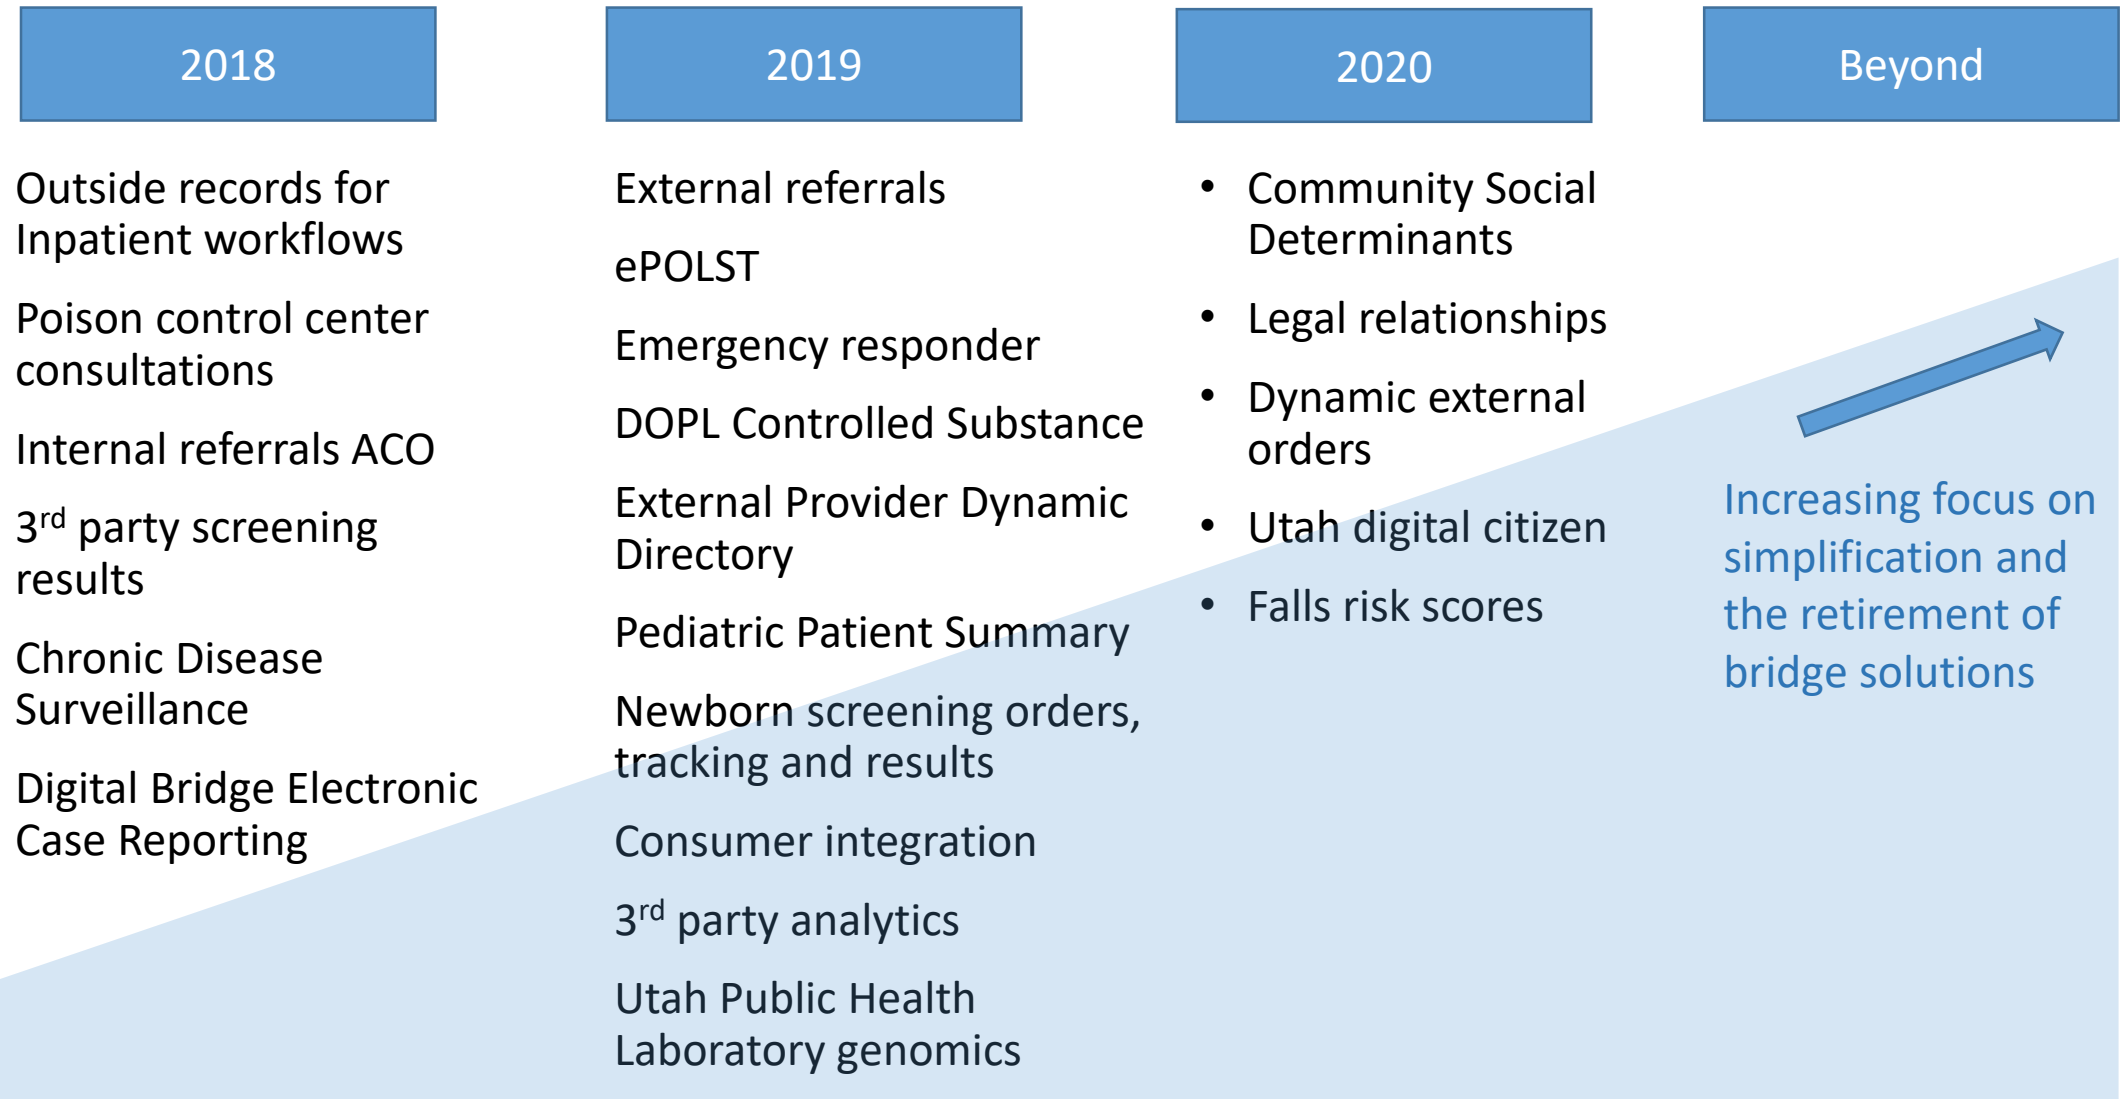 2018
Outside records for
Inpatient workflows
Poison control center
consultations
Internal referrals ACO
3rd party screening
results
Chronic Disease
Surveillance
Digital Bridge Electronic
Case Reporting
2019
External referrals
ePOLST
Emergency responder
DOPL Controlled Substance
External Provider Dynamic
Directory
Pediatric Patient Summary
Newborn screening orders,
tracking and results
Consumer integration
3rd party analytics
Utah Public Health
Laboratory genomics
2020
• Community Social
Determinants
• Legal relationships
• Dynamic external
orders
• Utah digital citizen
• Falls risk scores
Beyond
Increasing focus on
simplification and
the retirement of
bridge solutions